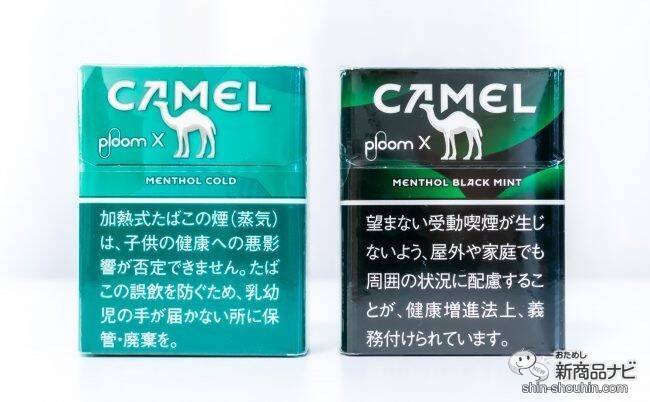 CAMEL
ploom X
MENTHOL COLD
加熱式たばこの煙（蒸気）
は、子供の健康への悪影
響が否定できません。たば
この誤飲を防ぐため、乳幼
児の手が届かない所に保
管・廃棄を。
CAMEL
ploom X
MENTHOL BLACK MINT
望まない受動喫煙が生じ
ないよう、屋外や家庭でも
周囲の状況に配慮するこ
とが、健康増進法上、義
務付けられています。
NEW
おためし
新商品ナビ
shin-shouhin.com